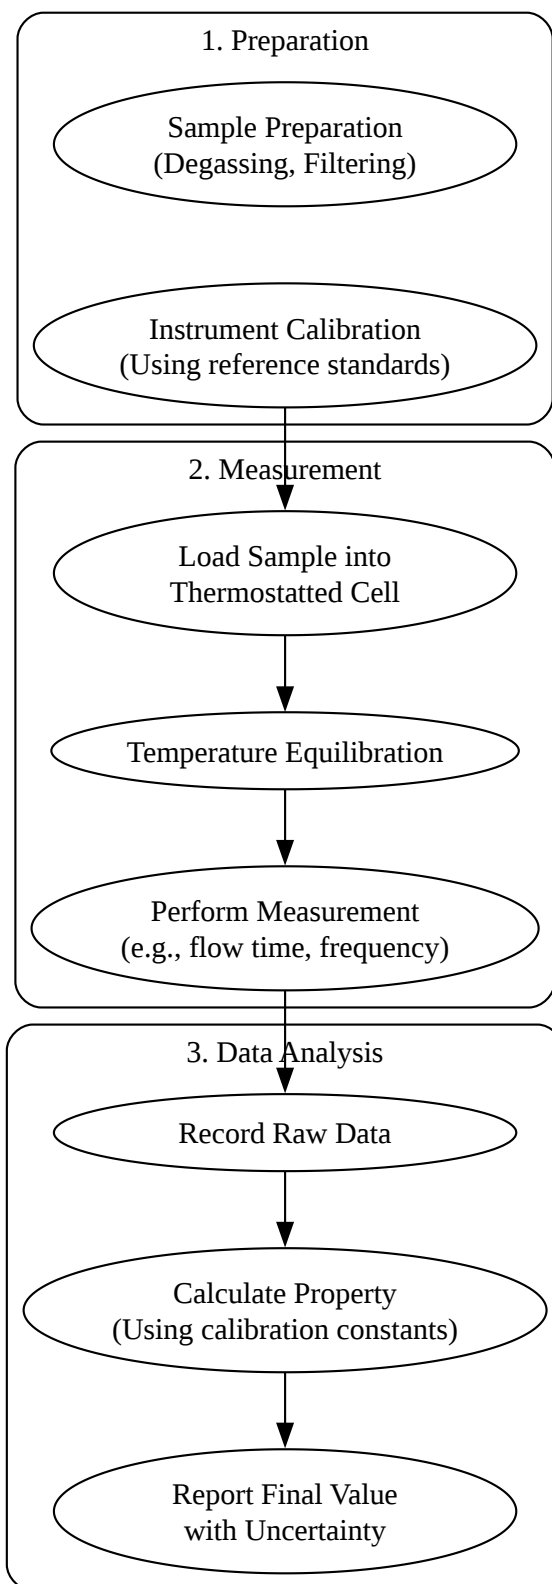 1. Preparation
Sample Preparation
(Degassing, Filtering)
Instrument Calibration
(Using reference standards)
2. Measurement
Load Sample into
Thermostatted Cell
Temperature Equilibration
Perform Measurement
(e.g., flow time, frequency)
3. Data Analysis
Record Raw Data
Calculate Property
(Using calibration constants)
Report Final Value
with Uncertainty